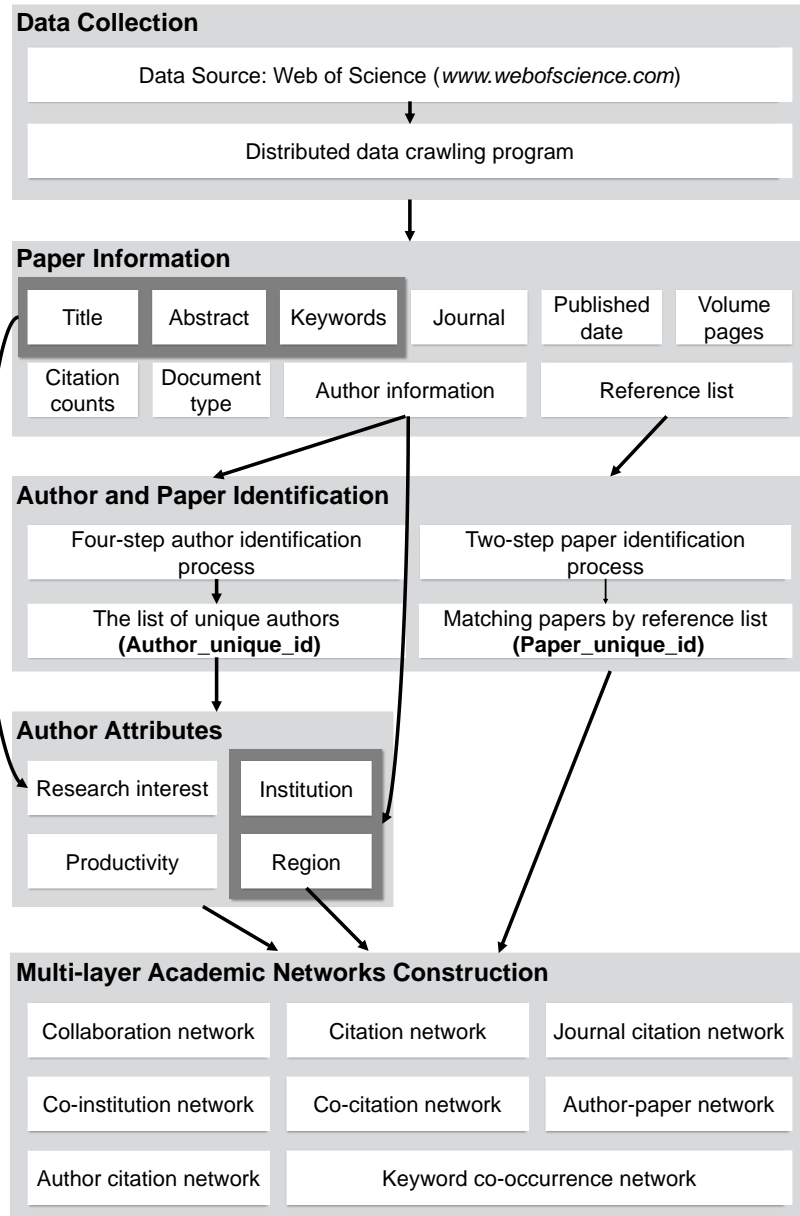 Data Collection
Data Source: Web of Science (www.webofscience.com)
Distributed data crawling program
Paper Information
Title
Abstract
Keywords
Journal
Published
date
Volume
pages
Citation
counts
Document
type
Author information
Reference list
Author and Paper Identification
Four-step author identification
process
Two-step paper identification
process
The list of unique authors
(Author_unique_id)
Matching papers by reference list
(Paper_unique_id)
Author Attributes
Research interest
Institution
Productivity
Region
Multi-layer Academic Networks Construction
Collaboration network
Citation network
Journal citation network
Co-institution network
Co-citation network
Author-paper network
Author citation network
Keyword co-occurrence network